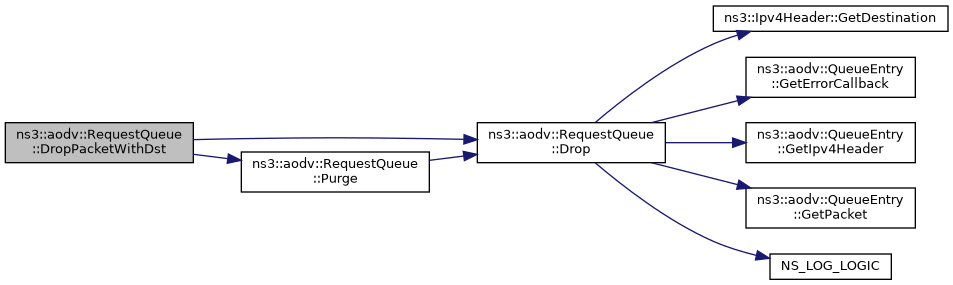 ns3::aodv::RequestQueue
::DropPacketWithDst
ns3::aodv::RequestQueue
::Purge
ns3::aodv::RequestQueue
::Drop
ns3::Ipv4Header::GetDestination
ns3::aodv::QueueEntry
::GetErrorCallback
ns3::aodv::QueueEntry
::GetIpv4Header
ns3::aodv::QueueEntry
::GetPacket
NS_LOG_LOGIC